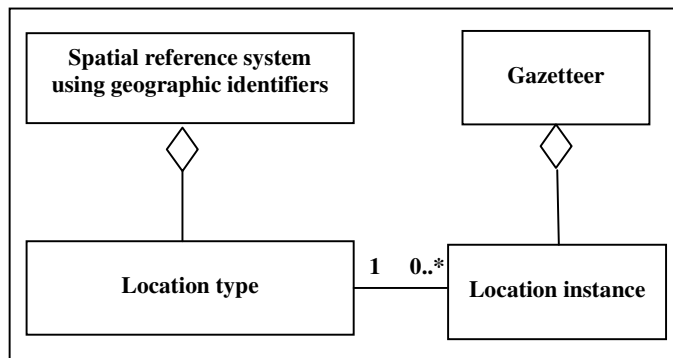 Spatial reference system
using geographic identifiers
Gazetteer
Location type
1 0..*
Location instance